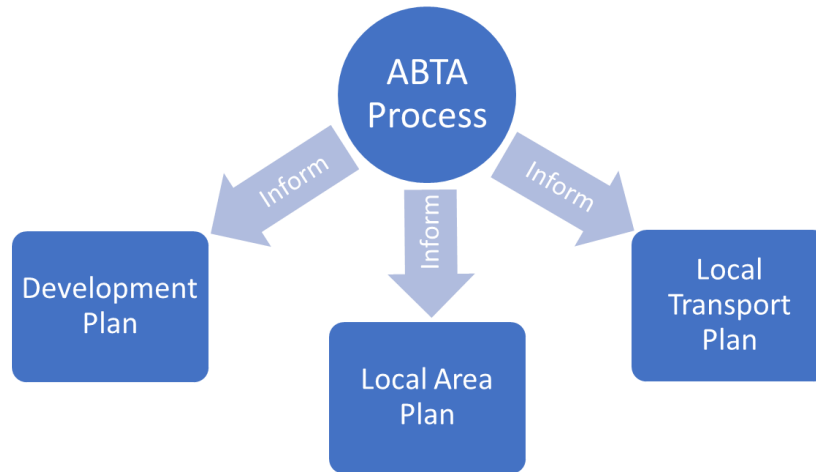 ABTA
Process
Inform
Inform
Inform
Development
Plan
Local Area
Plan
Local
Transport
Plan